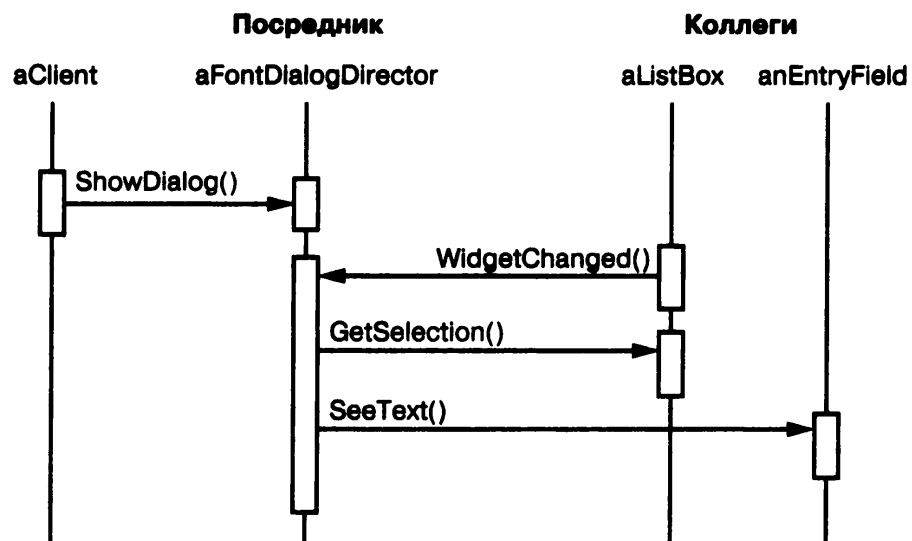 Посредник
Коллеги
aClient
aFontDialogDirector
aListBox
anEntryField
ShowDialog()
WidgetChanged()
GetSelection()
SeeText()